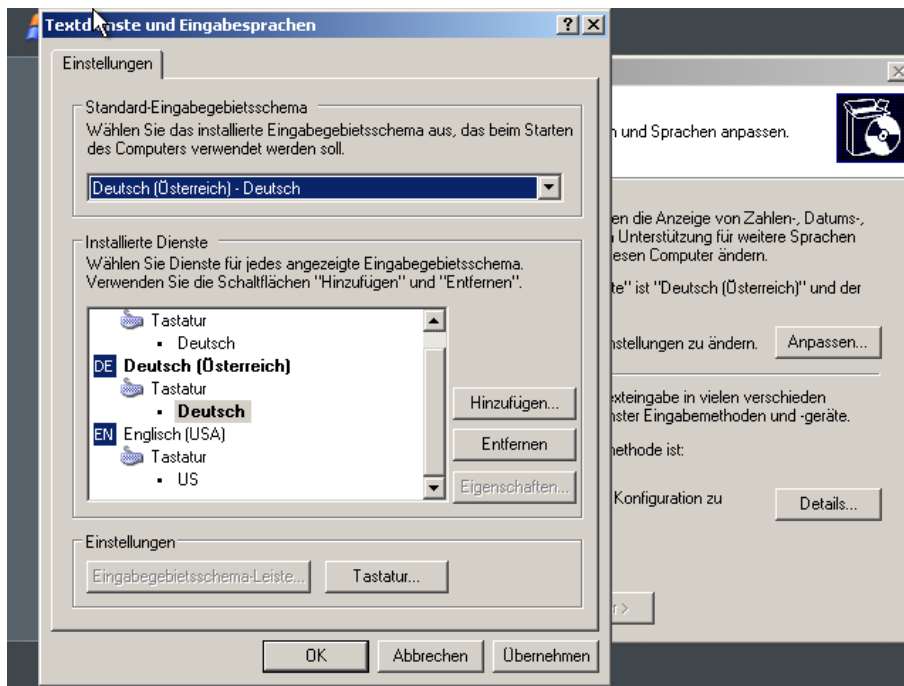 Textdienste und Eingabesprachen
Einstellungen
Standard-Eingabegebietsschema
Wählen Sie das installierte Eingabegebietsschema aus, das beim Starten
des Computers verwendet werden soll.
Deutsch (Österreich) - Deutsch
Installierte Dienste
Wählen Sie Dienste für jedes angezeigte Eingabegebietsschema.
Verwenden Sie die Schaltflächen "Hinzufügen" und "Entfernen".
Tastatur
Deutsch
DE Deutsch (Österreich)
Tastatur
Deutsch
EN Englisch (USA)
Tastatur
US
Hinzufügen...
Entfernen
Eigenschaften...
Einstellungen
Eingabegebietsschema-Leiste...
Tastatur...
OK
Abbrechen
Übernehmen
und Sprachen anpassen.
en die Anzeige von Zahlen-, Datums-,
Unterstützung für weitere Sprachen
esen Computer ändern.
te" ist "Deutsch (Österreich)" und der
nstellungen zu ändern.
Anpassen...
exteingabe in vielen verschieden
nster Eingabemethoden und -geräte.
ethode ist:
Konfiguration zu
Details...
r >